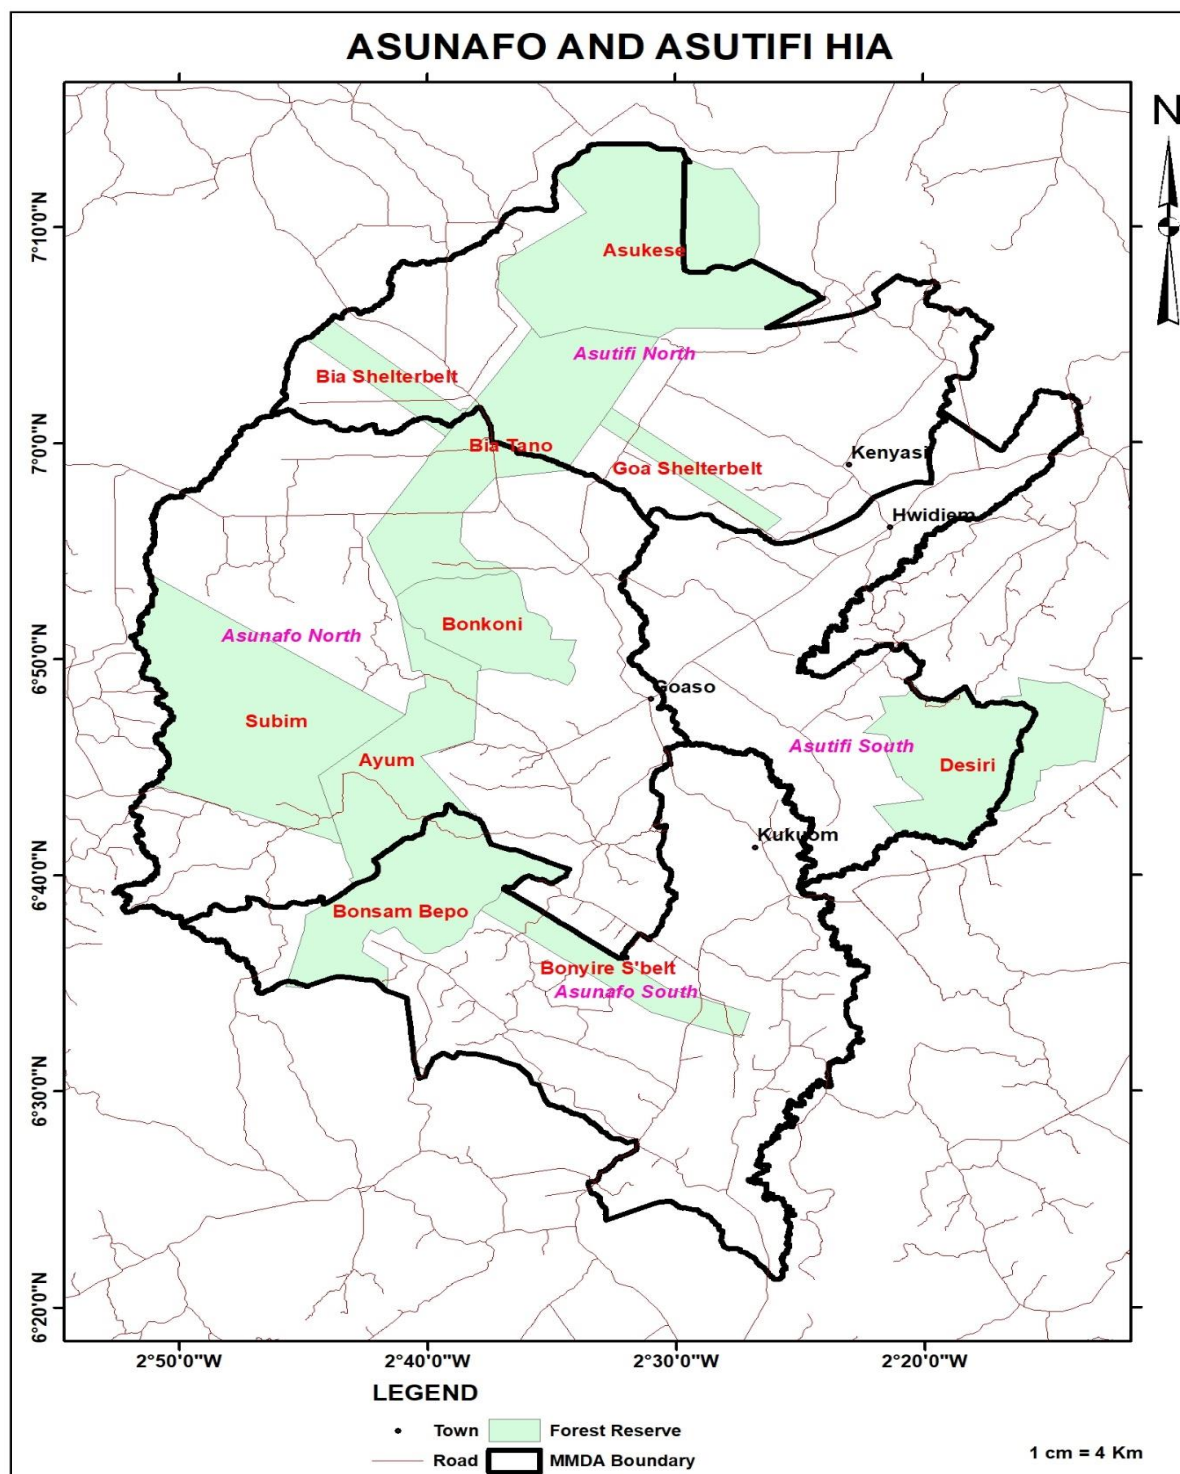 ASUNAFO AND ASUTIFI HIA
N
7°10'0"N
Asukese
Asutifi North
Bia Shelterbelt
7°0'0"N
Bia Tano
Kenyasi
Goa Shelterbelt
Hwidiem
Bonkoni
Asunafo North
6°50'0"N
Goaso
Subim
Asutifi South
Ayum
Desiri
Kukuom
6°40'0"N
Bonsam Bepo
Bonyire S'belt
Asunafo South
6°30'0"N
6°20'0"N
2°50'0"W 2°40'0"W 2°30'0"W 2°20'0"W
LEGEND
Town Forest Reserve
Road MMDA Boundary
1 cm = 4 Km